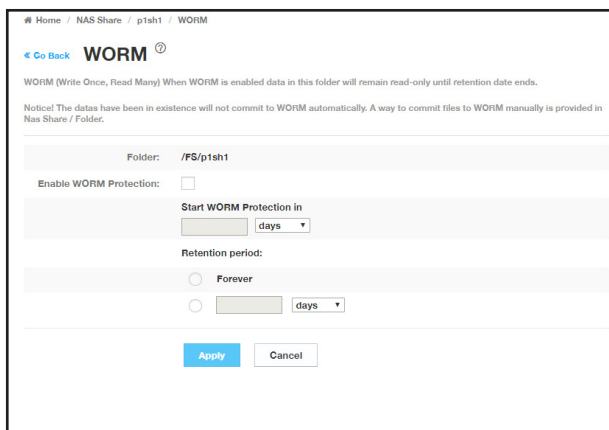 Home / NAS Share / p1sh1 / WORM
« Go Back WORM ?
WORM (Write Once, Read Many) When WORM is enabled data in this folder will remain read-only until retention date ends.
Notice! The datas have been in existence will not commit to WORM automatically. A way to commit files to WORM manually is provided in
Nas Share / Folder.
Folder: /FS/p1sh1
Enable WORM Protection:
Start WORM Protection in
days
Retention period:
Forever
days
Apply Cancel